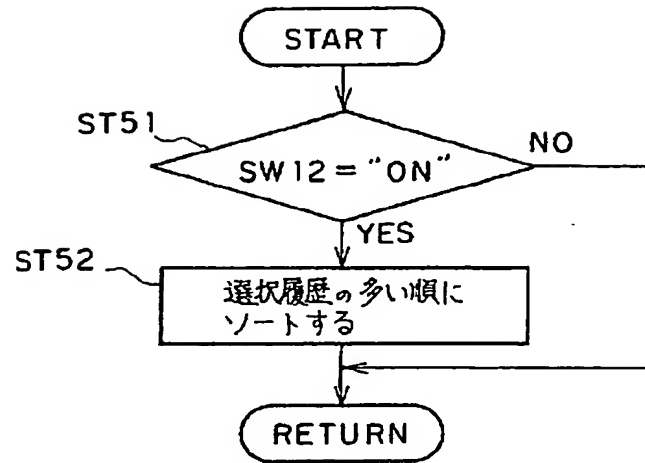 START
ST51
SW12="ON"
NO
YES
ST52
選択履歴の多い順に
ソートする
RETURN